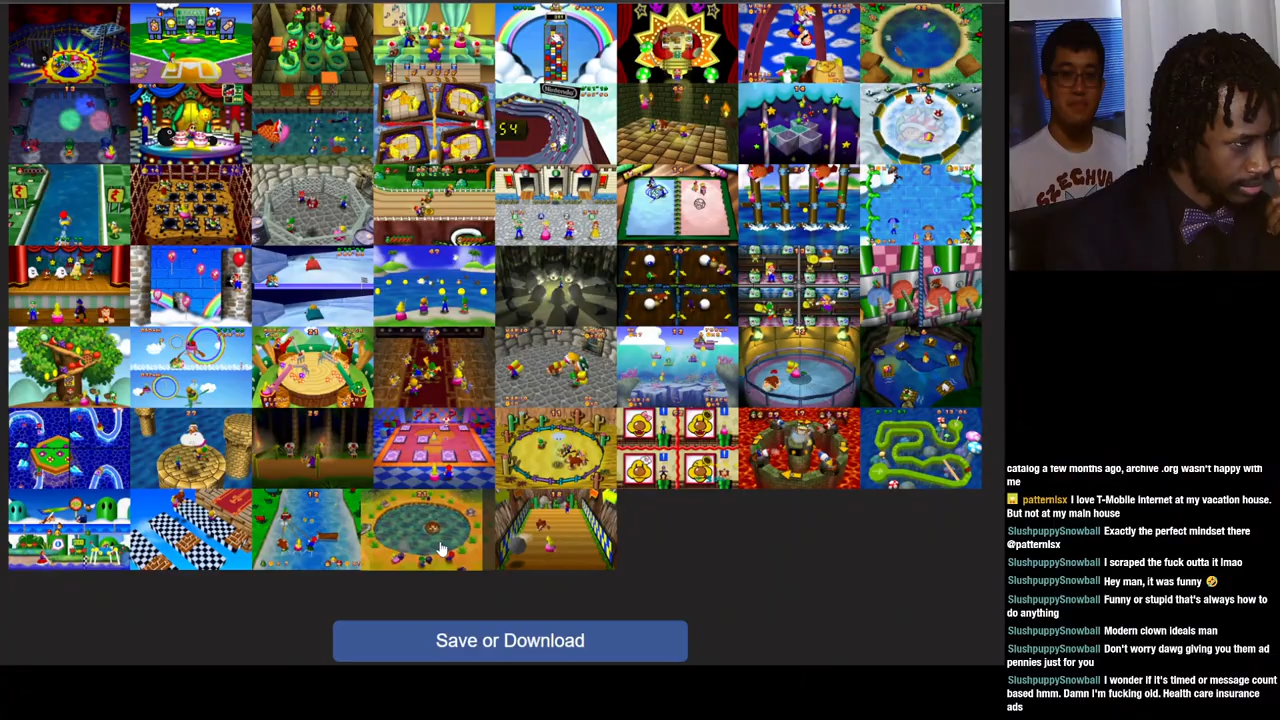 Nintendo
54
CZECHVA
Save or Download
catalog a few months ago, archive .org wasn't happy with
me
patternlsx I love T-Mobile Internet at my vacation house.
But not at my main house
SlushpuppySnowball Exactly the perfect mindset there
@patternlsx
SlushpuppySnowball I scraped the fuck outta it lmao
SlushpuppySnowball Hey man, it was funny 🤣
SlushpuppySnowball Funny or stupid that's always how to
do anything
SlushpuppySnowball Modern clown ideals man
SlushpuppySnowball Don't worry dawg giving you them ad
pennies just for you
SlushpuppySnowball I wonder if it's timed or message count
based hmm. Damn I'm fucking old. Health care insurance
ads